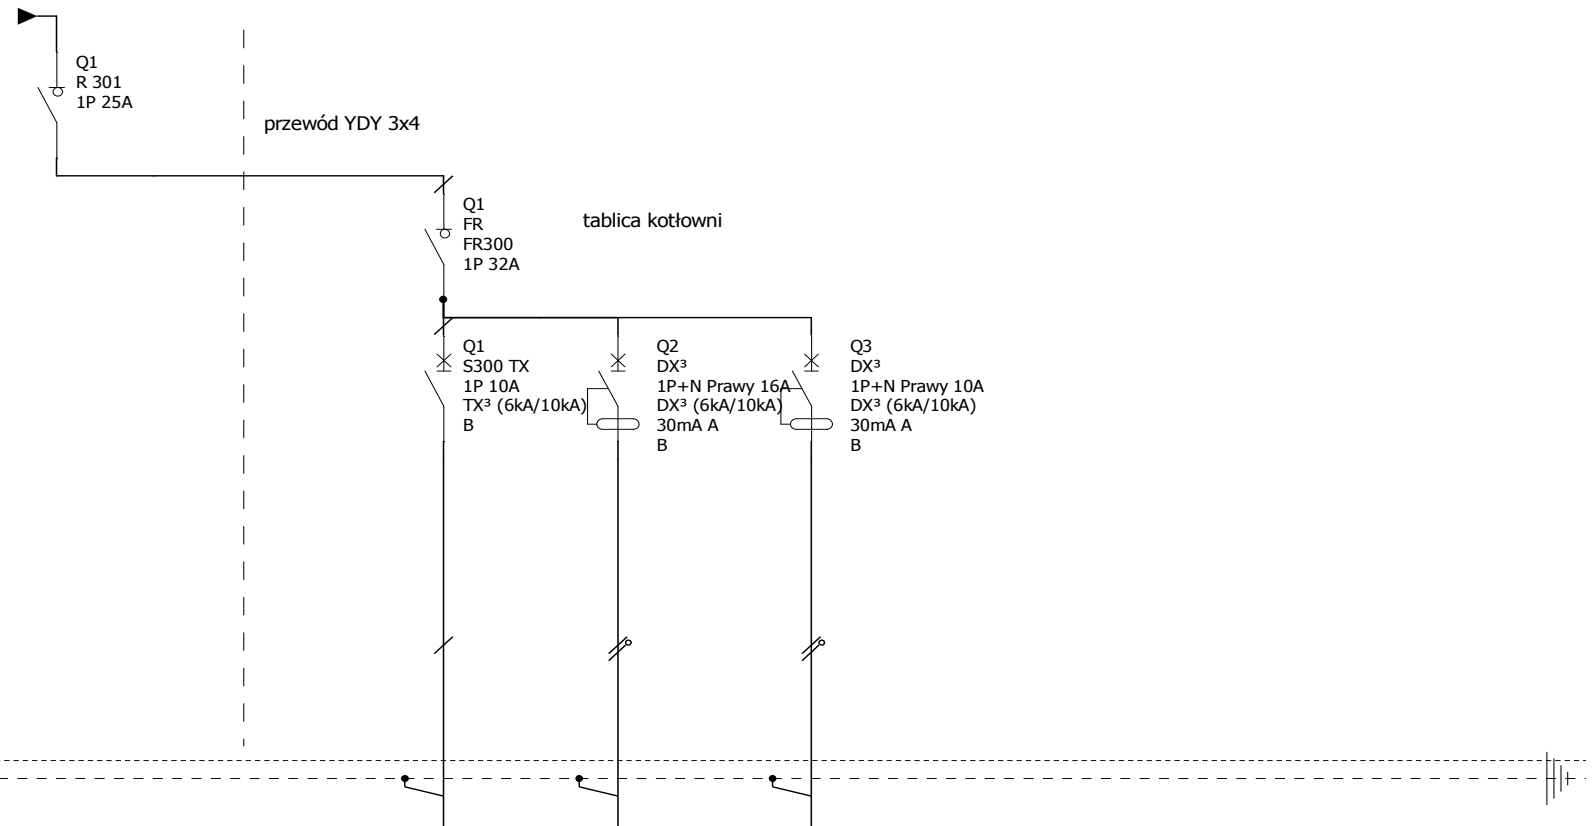 Q1
R 301
1P 25A
przewód YDY 3x4
Q1
FR
FR300
1P 32A
tablica kotłowni
Q1
S300 TX
1P 10A
TX³ (6kA/10kA)
B
Q2
DX³
1P+N Prawy 16A
DX³ (6kA/10kA)
30mA A
B
Q3
DX³
1P+N Prawy 10A
DX³ (6kA/10kA)
30mA A
B